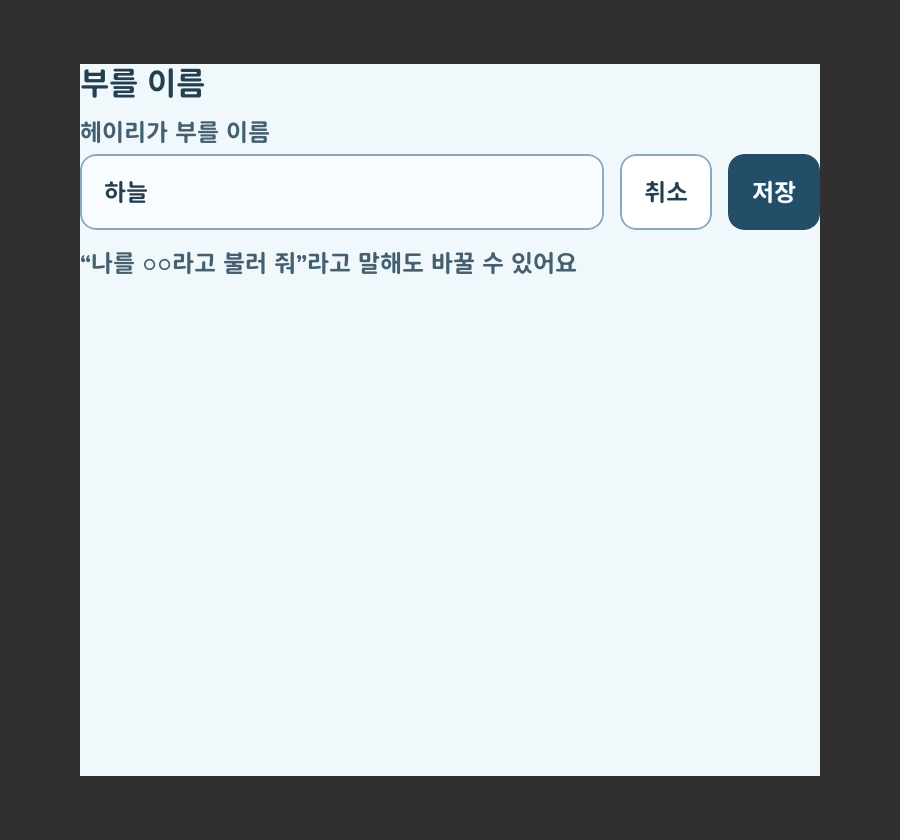 부를 이름
헤이리가 부를 이름
하늘 취소 저장
“나를 ○○라고 불러 줘”라고 말해도 바꿀 수 있어요